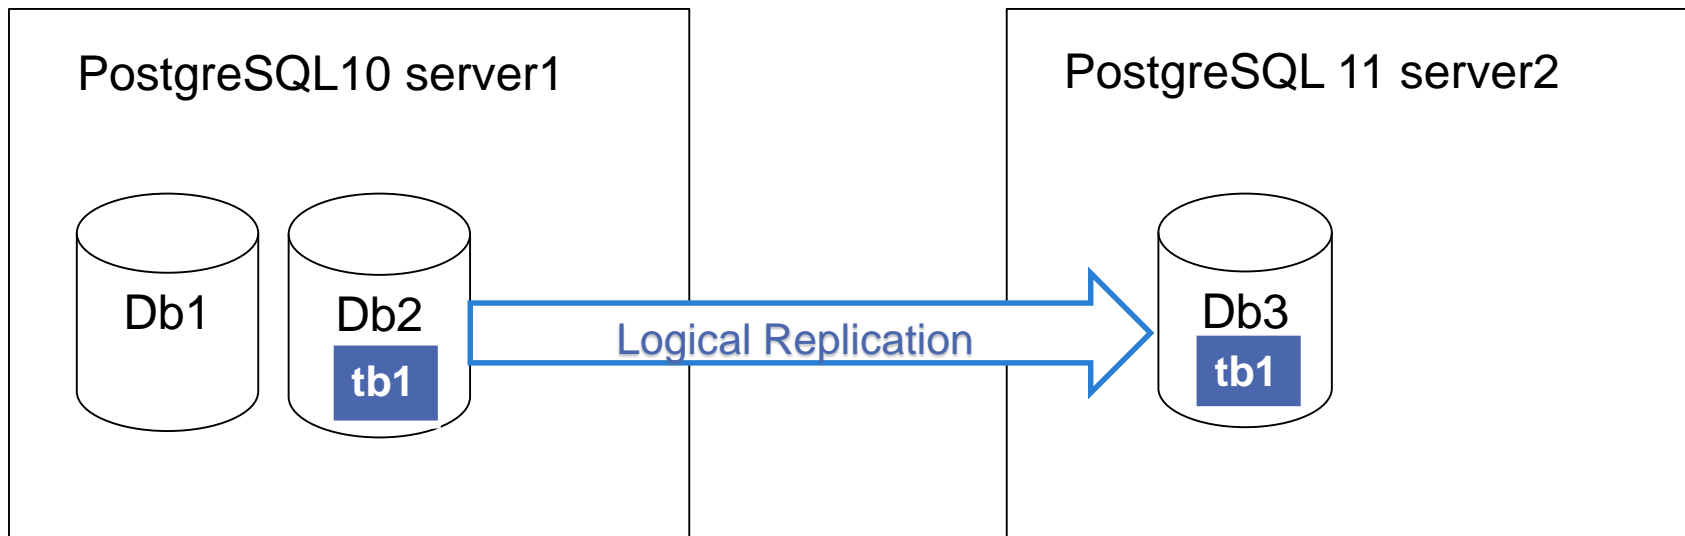 PostgreSQL10 server1
PostgreSQL 11 server2
Db1
Db2
tb1
Logical Replication
Db3
tb1